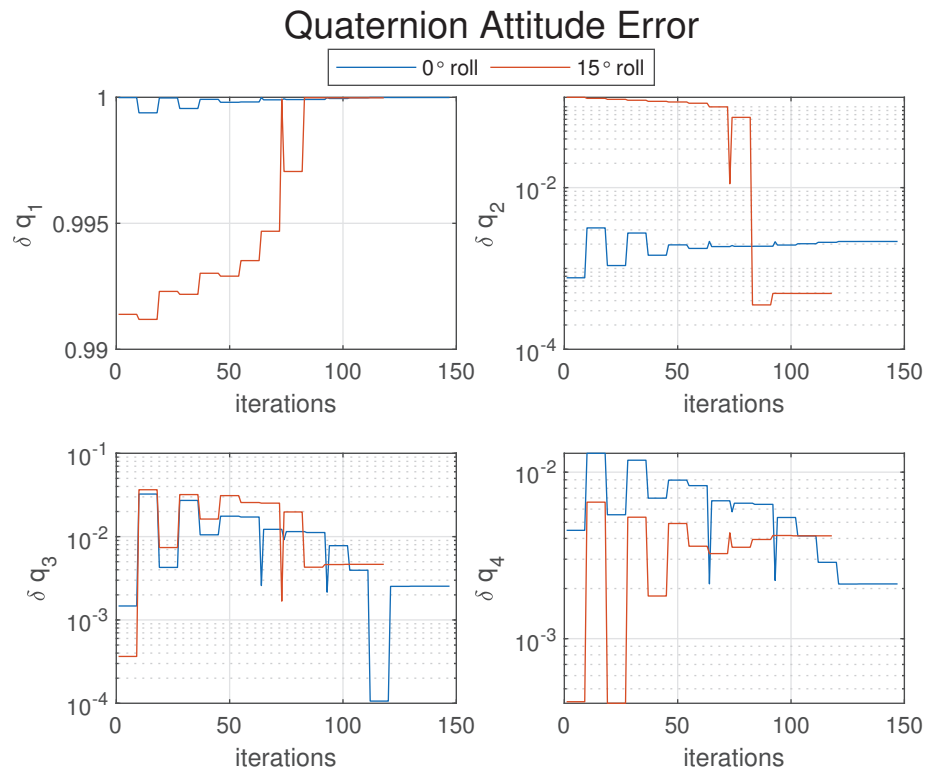 Quaternion Attitude Error
0° roll 15° roll
1
0.995
0.99
δ q1
0 50 100 150
iterations
10-2
10-4
δ q2
0 50 100 150
iterations
10-1
10-2
10-3
10-4
δ q3
0 50 100 150
iterations
10-2
10-3
δ q4
0 50 100 150
iterations